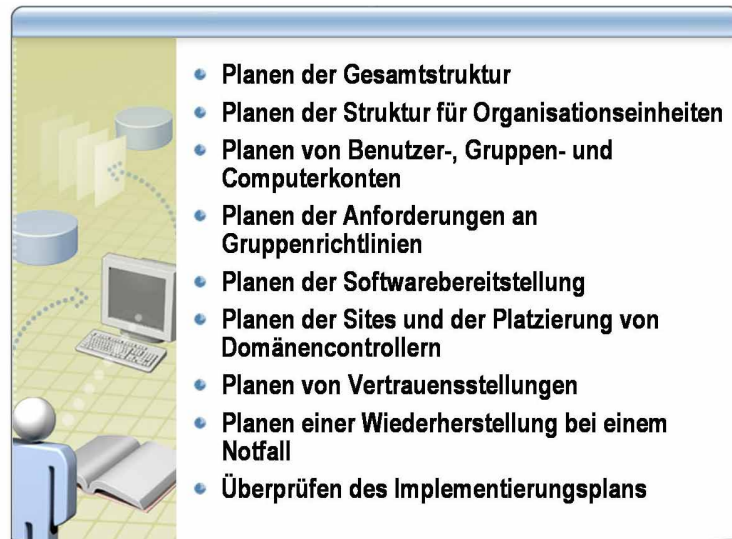 Planen der Gesamtstruktur
Planen der Struktur für Organisationseinheiten
Planen von Benutzer-, Gruppen- und
Computerkonten
Planen der Anforderungen an
Gruppenrichtlinien
Planen der Softwarebereitstellung
Planen der Sites und der Platzierung von
Domänencontrollern
Planen von Vertrauensstellungen
Planen einer Wiederherstellung bei einem
Notfall
Überprüfen des Implementierungsplans